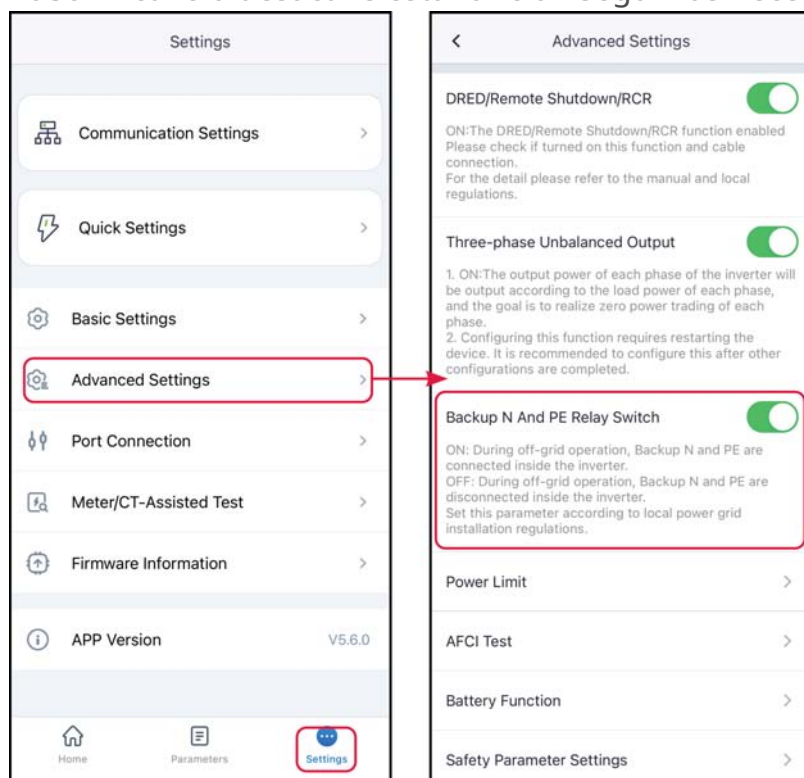 Settings
Communication Settings
Quick Settings
Basic Settings
Advanced Settings
Port Connection
Meter/CT-Assisted Test
Firmware Information
APP Version V5.6.0
Home Parameters Settings
Advanced Settings
DRED/Remote Shutdown/RCR
ON:The DRED/Remote Shutdown/RCR function enabled
Please check if turned on this function and cable
connection.
For the detail please refer to the manual and local
regulations.
Three-phase Unbalanced Output
1. ON:The output power of each phase of the inverter will
be output according to the load power of each phase,
and the goal is to realize zero power trading of each
phase.
2. Configuring this function requires restarting the
device. It is recommended to configure this after other
configurations are completed.
Backup N And PE Relay Switch
ON: During off-grid operation, Backup N and PE are
connected inside the inverter.
OFF: During off-grid operation, Backup N and PE are
disconnected inside the inverter.
Set this parameter according to local power grid
installation regulations.
Power Limit
AFCI Test
Battery Function
Safety Parameter Settings